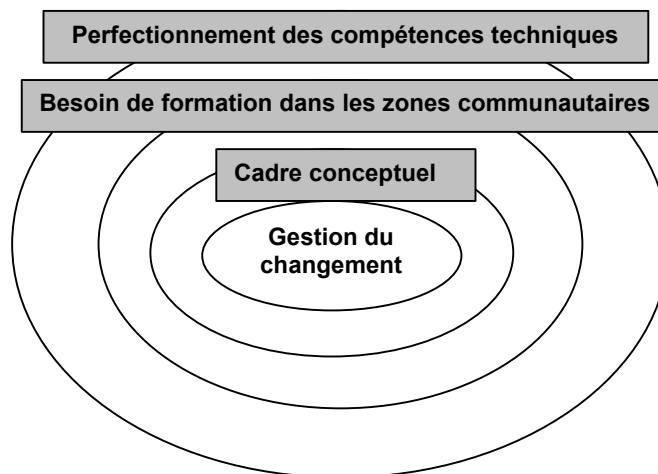 Perfectionnement des compétences techniques
Besoin de formation dans les zones communautaires
Cadre conceptuel
Gestion du
changement